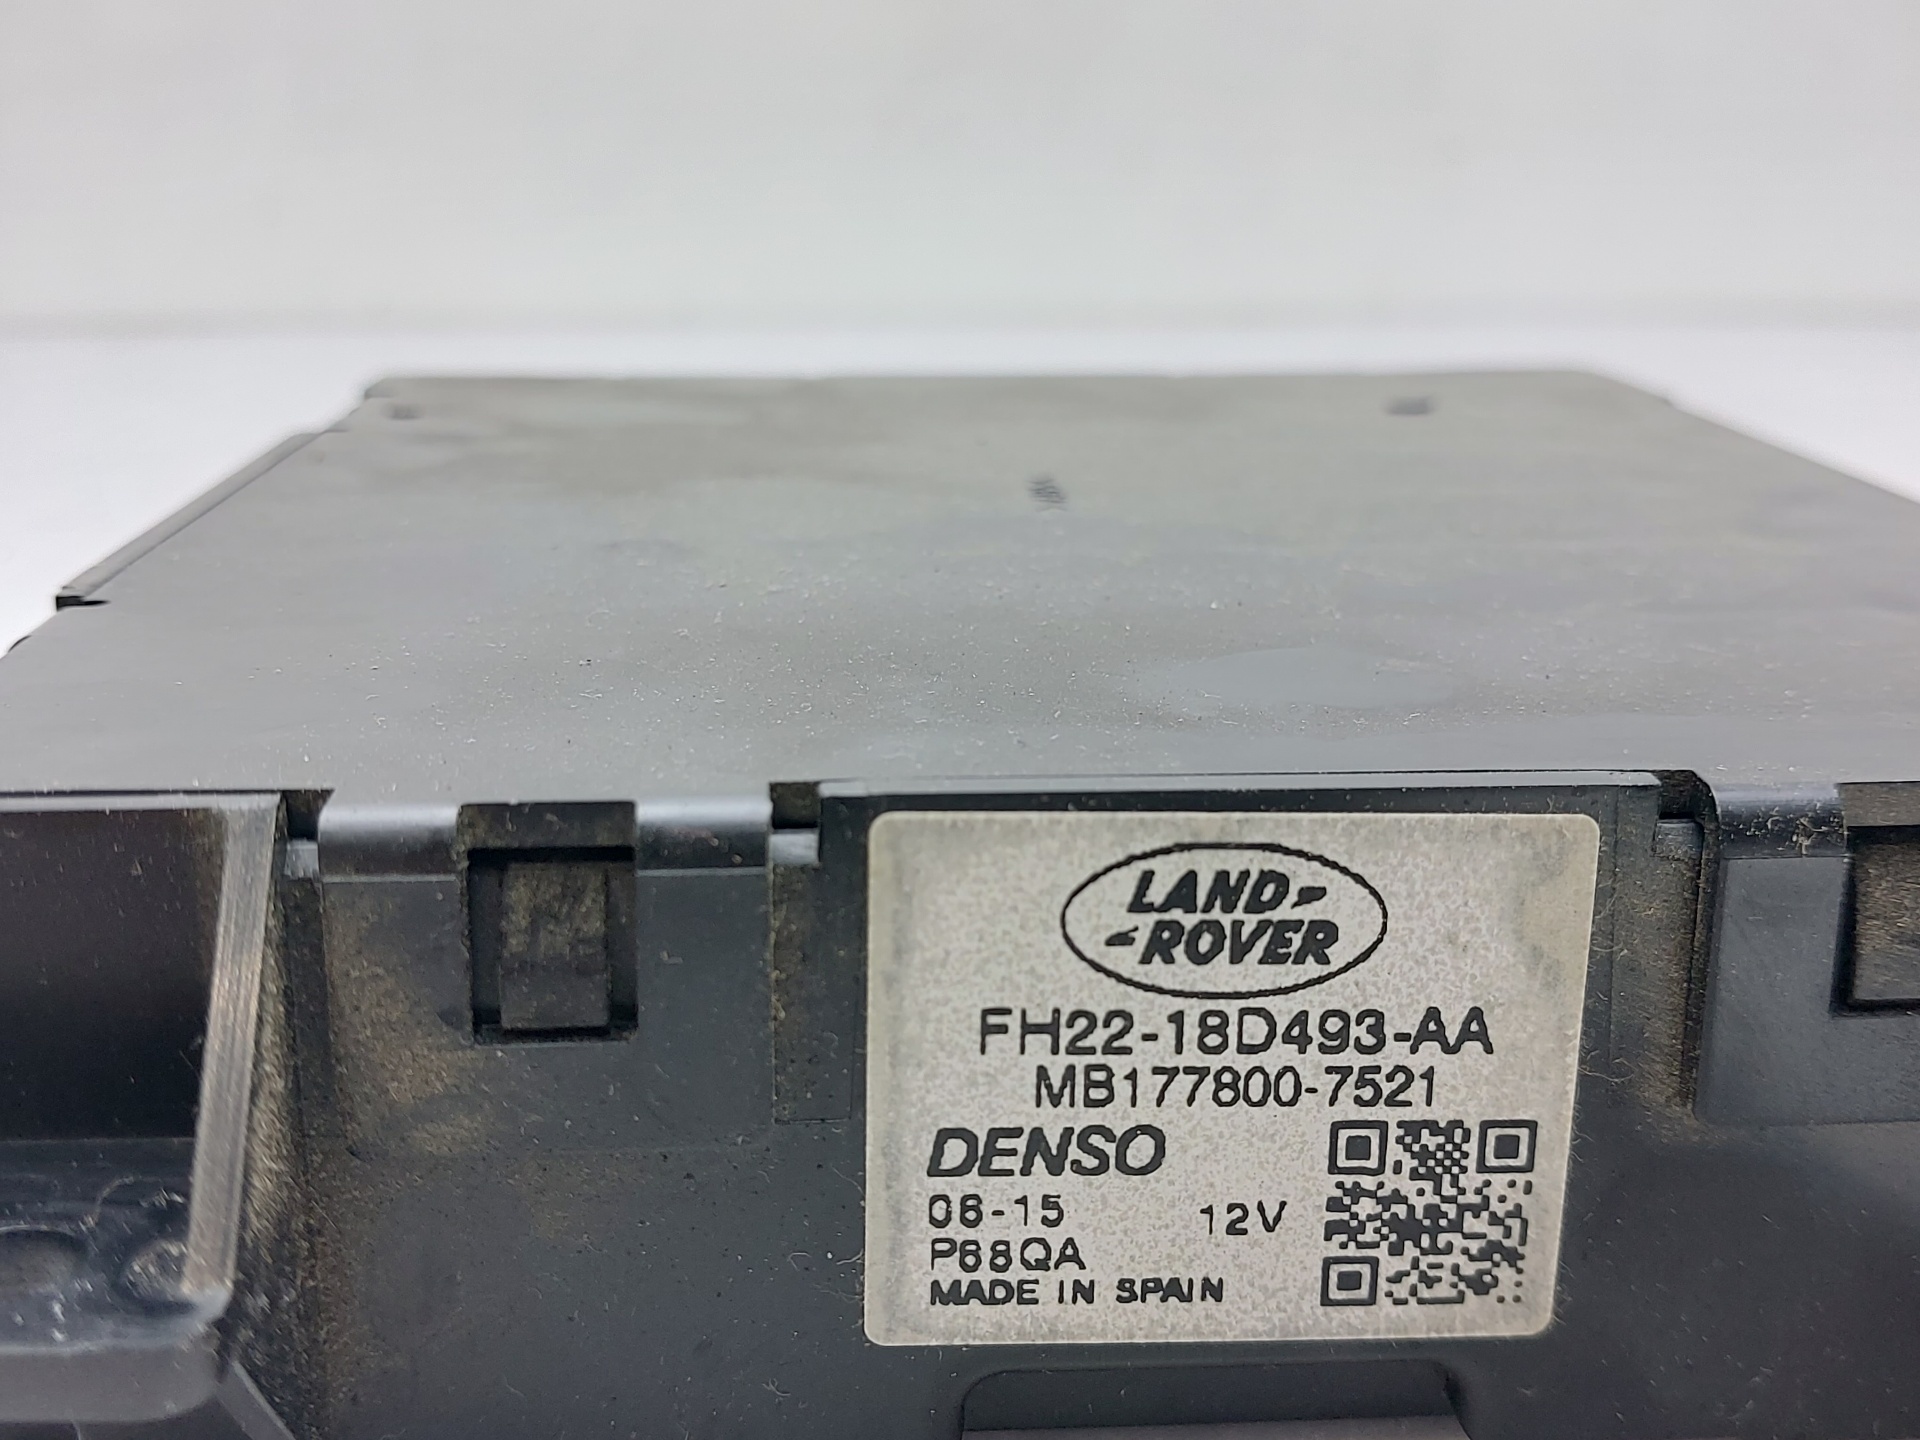 LAND
ROVER
FH22-18D493-AA
MB177800-7521
DENSO
06-15 12V
P68QA
MADE IN SPAIN